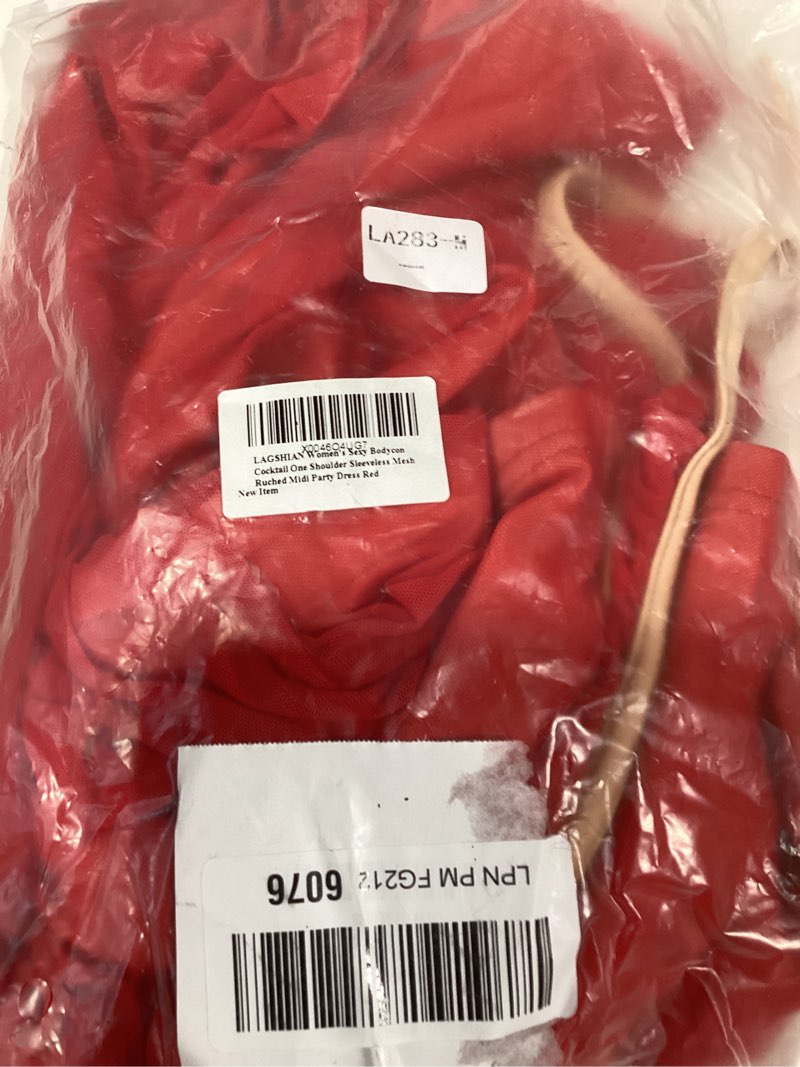 LA283-M
X0046O4UG7
LAGSHIAN Women's Sexy Bodycon
Cocktail One Shoulder Sleeveless Mesh
Ruched Midi Party Dress Red
New Item
LPN PM FG212 6076